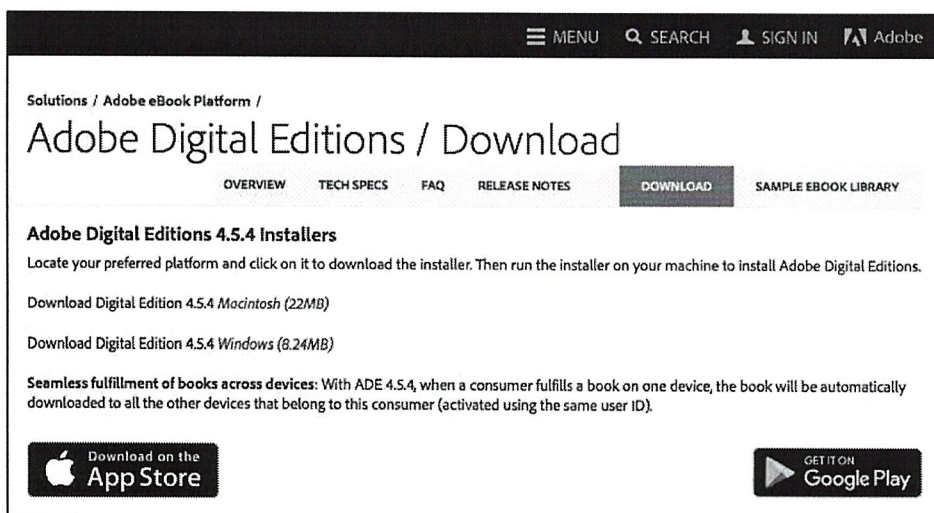 MENU SEARCH SIGN IN Adobe
Solutions / Adobe eBook Platform /
Adobe Digital Editions / Download
OVERVIEW TECH SPECS FAQ RELEASE NOTES DOWNLOAD SAMPLE EBOOK LIBRARY
Adobe Digital Editions 4.5.4 Installers
Locate your preferred platform and click on it to download the installer. Then run the installer on your machine to install Adobe Digital Editions.
Download Digital Edition 4.5.4 Macintosh (22MB)
Download Digital Edition 4.5.4 Windows (8.24MB)
Seamless fulfillment of books across devices: With ADE 4.5.4, when a consumer fulfills a book on one device, the book will be automatically
downloaded to all the other devices that belong to this consumer (activated using the same user ID).
Download on the
App Store
GET IT ON
Google Play